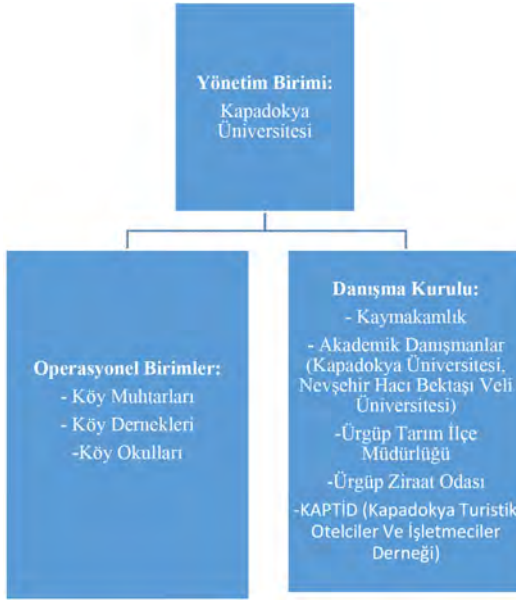 Yönetim Birimi:
Kapadokya
Üniversitesi
Operasyonel Birimler:
- Köy Muhtarları
- Köy Dernekleri
-Köy Okulları
Danışma Kurulu:
- Kaymakamlık
- Akademik Danışmanlar
(Kapadokya Üniversitesi,
Nevşehir Hacı Bektaşı Veli
Üniversitesi)
-Ürgüp Tarım İlçe
Müdürlüğü
-Ürgüp Ziraat Odası
-KAPTİD (Kapadokya Turistik
Otelciler Ve İşletmeciler
Derneği)